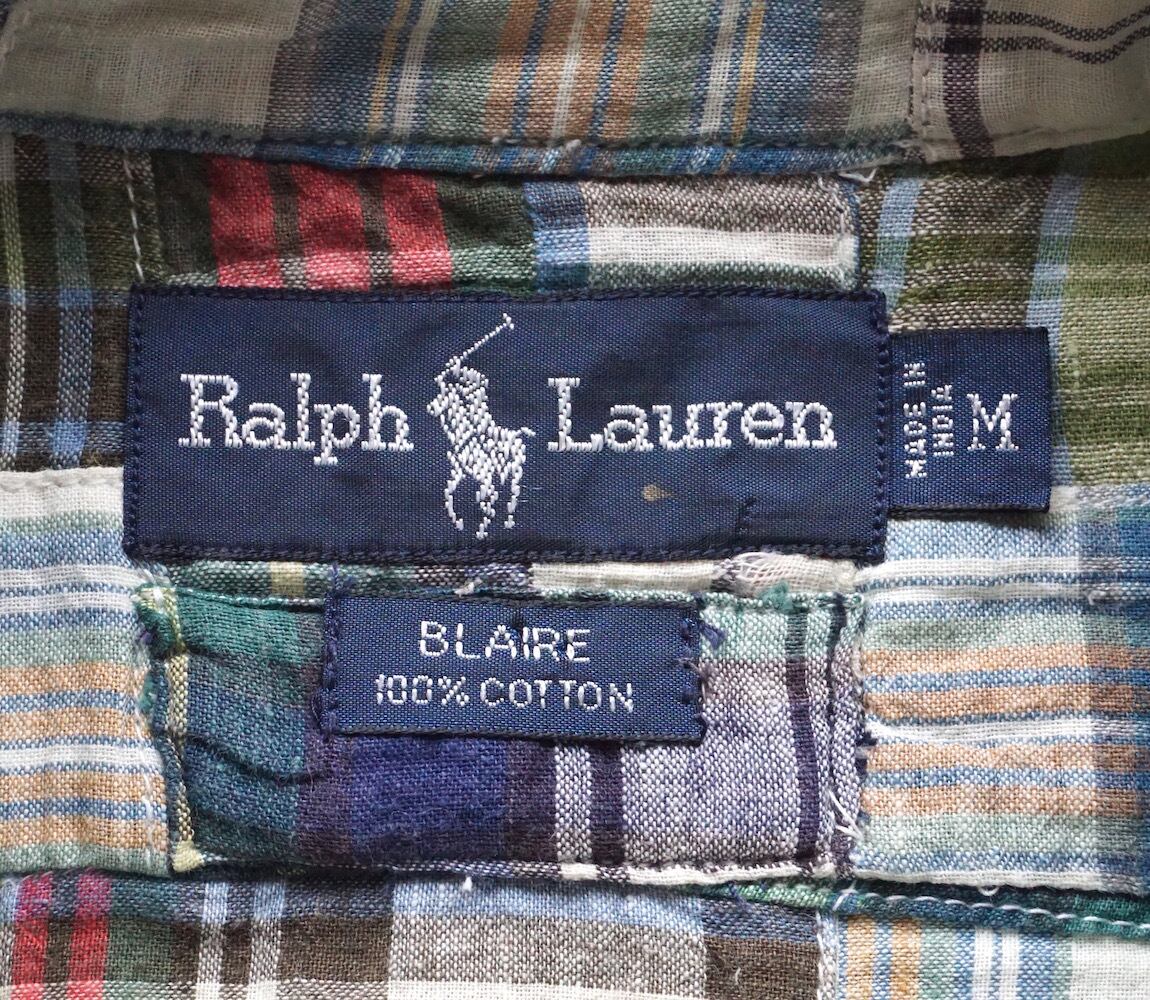 Ralph Lauren
MADE IN
INDIA
M
BLAIRE
100% COTTON